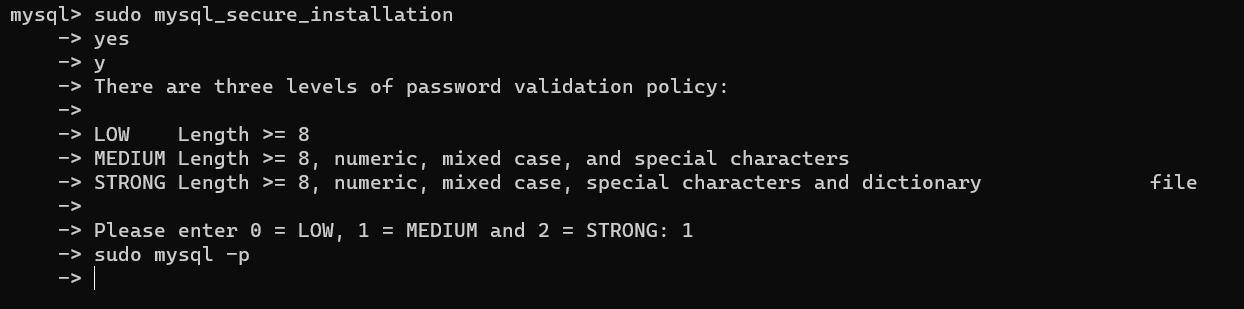 mysql> sudo mysql_secure_installation
    -> yes
    -> y
    -> There are three levels of password validation policy:
    ->
    -> LOW    Length >= 8
    -> MEDIUM Length >= 8, numeric, mixed case, and special characters
    -> STRONG Length >= 8, numeric, mixed case, special characters and dictionary              file
    ->
    -> Please enter 0 = LOW, 1 = MEDIUM and 2 = STRONG: 1
    -> sudo mysql -p
    ->